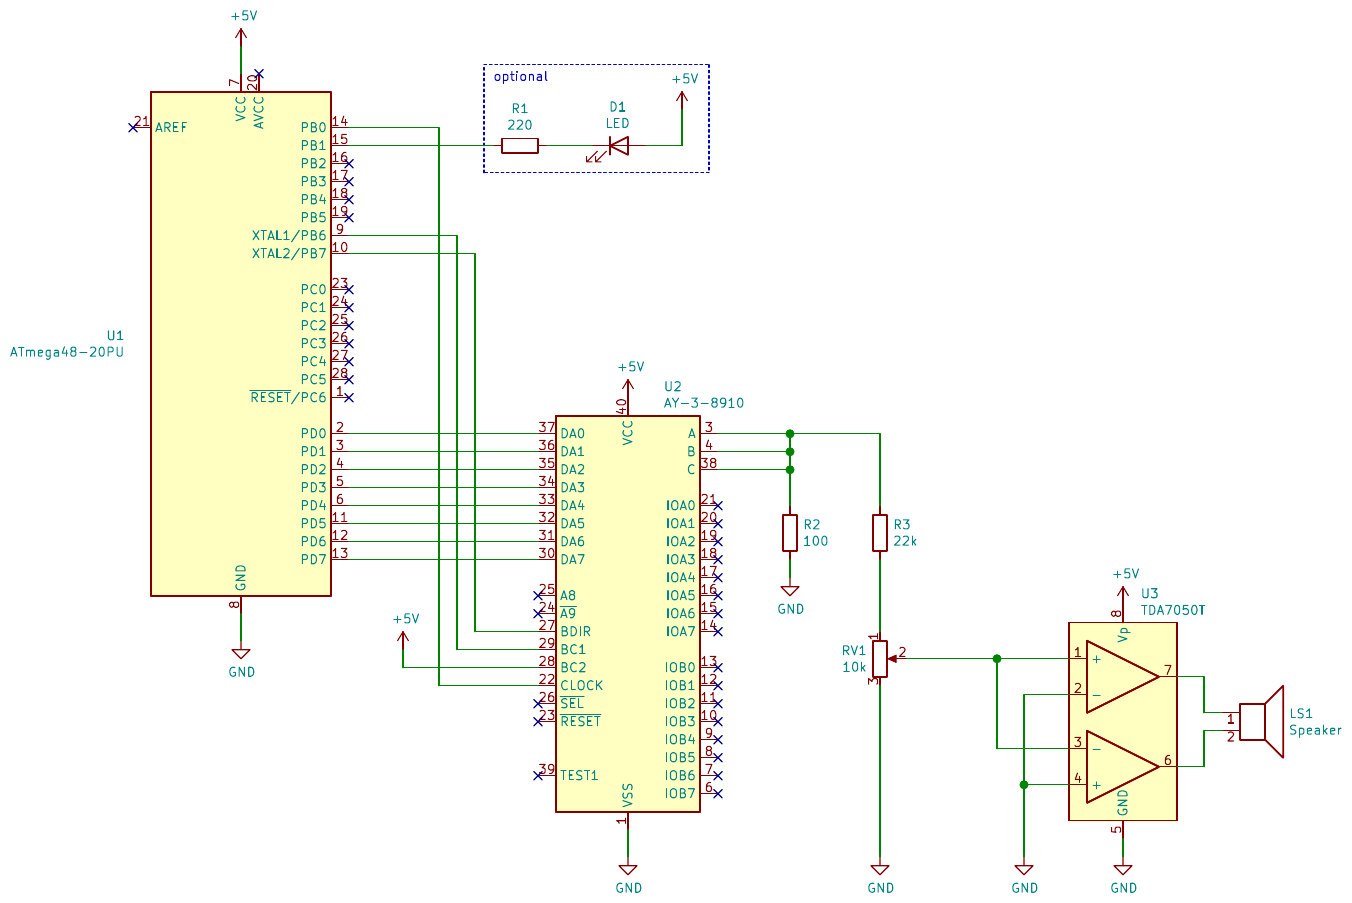 +5V
7
VCC
20
AVCC
21 AREF
PB0 14
PB1 15
PB2 16
PB3 17
PB4 18
PB5 19
XTAL1/PB6 9
XTAL2/PB7 10
PC0 23
PC1 24
PC2 25
PC3 26
PC4 27
PC5 28
RESET/PC6 1
PD0 2
PD1 3
PD2 4
PD3 5
PD4 6
PD5 11
PD6 12
PD7 13
U1
ATmega48-20PU
GND
8
GND
optional
R1
220
D1
LED
+5V
+5V
U2
AY-3-8910
40
VCC
37 DA0
36 DA1
35 DA2
34 DA3
33 DA4
32 DA5
31 DA6
30 DA7
25 A8
24 A9
27 BDIR
29 BC1
28 BC2
22 CLOCK
26 SEL
23 RESET
39 TEST1
+5V
A 3
B 4
C 38
IOA0 21
IOA1 20
IOA2 19
IOA3 18
IOA4 17
IOA5 16
IOA6 15
IOA7 14
IOB0 13
IOB1 12
IOB2 11
IOB3 10
IOB4 9
IOB5 8
IOB6 7
IOB7 6
VSS
1
GND
R2
100
GND
R3
22k
RV1
10k
1
2
3
GND
+5V
U3
TDA7050T
8
Vp
1 +
2 −
3 −
4 +
7
6
GND
5
GND
GND
1
2
LS1
Speaker